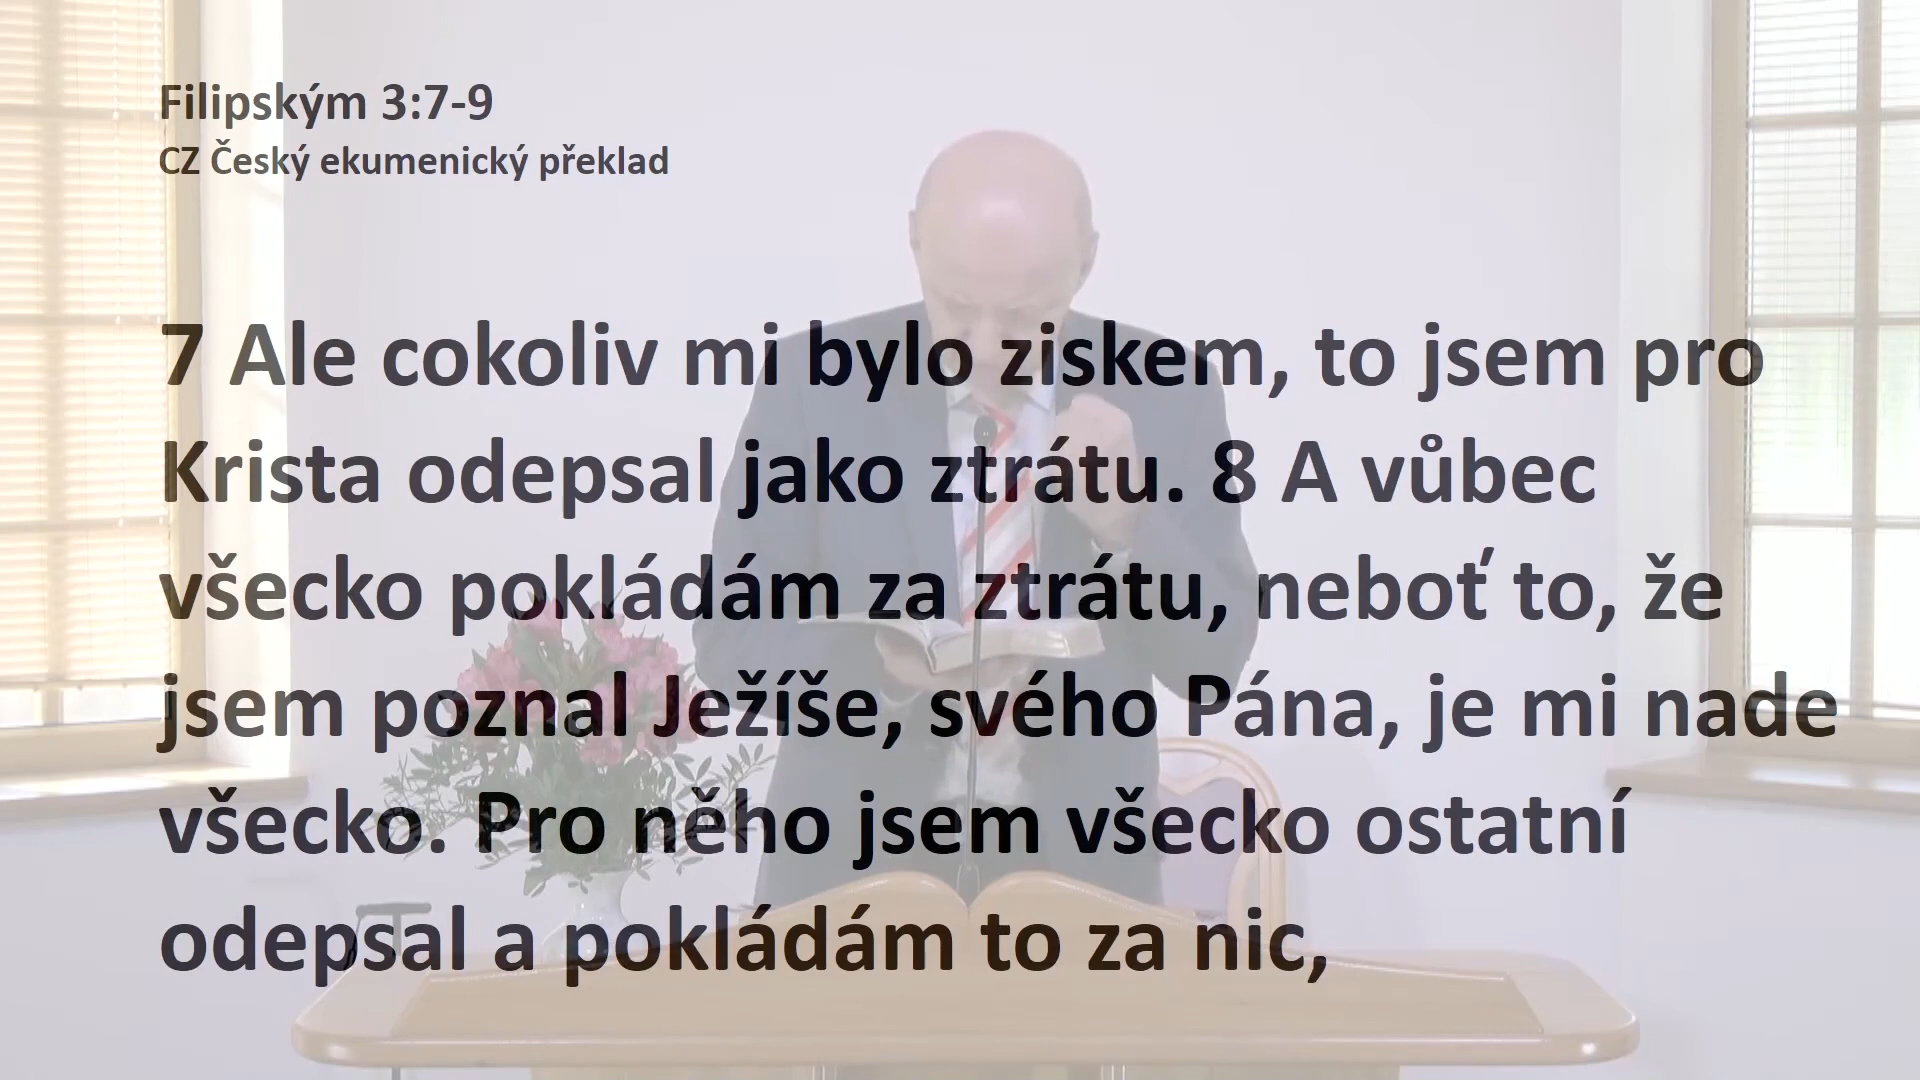 Filipským 3:7-9
CZ Český ekumenický překlad
7 Ale cokoliv mi bylo ziskem, to jsem pro
Krista odepsal jako ztrátu. 8 A vůbec
všecko pokládám za ztrátu, neboť to, že
jsem poznal Ježíše, svého Pána, je mi nade
všecko. Pro něho jsem všecko ostatní
odepsal a pokládám to za nic,